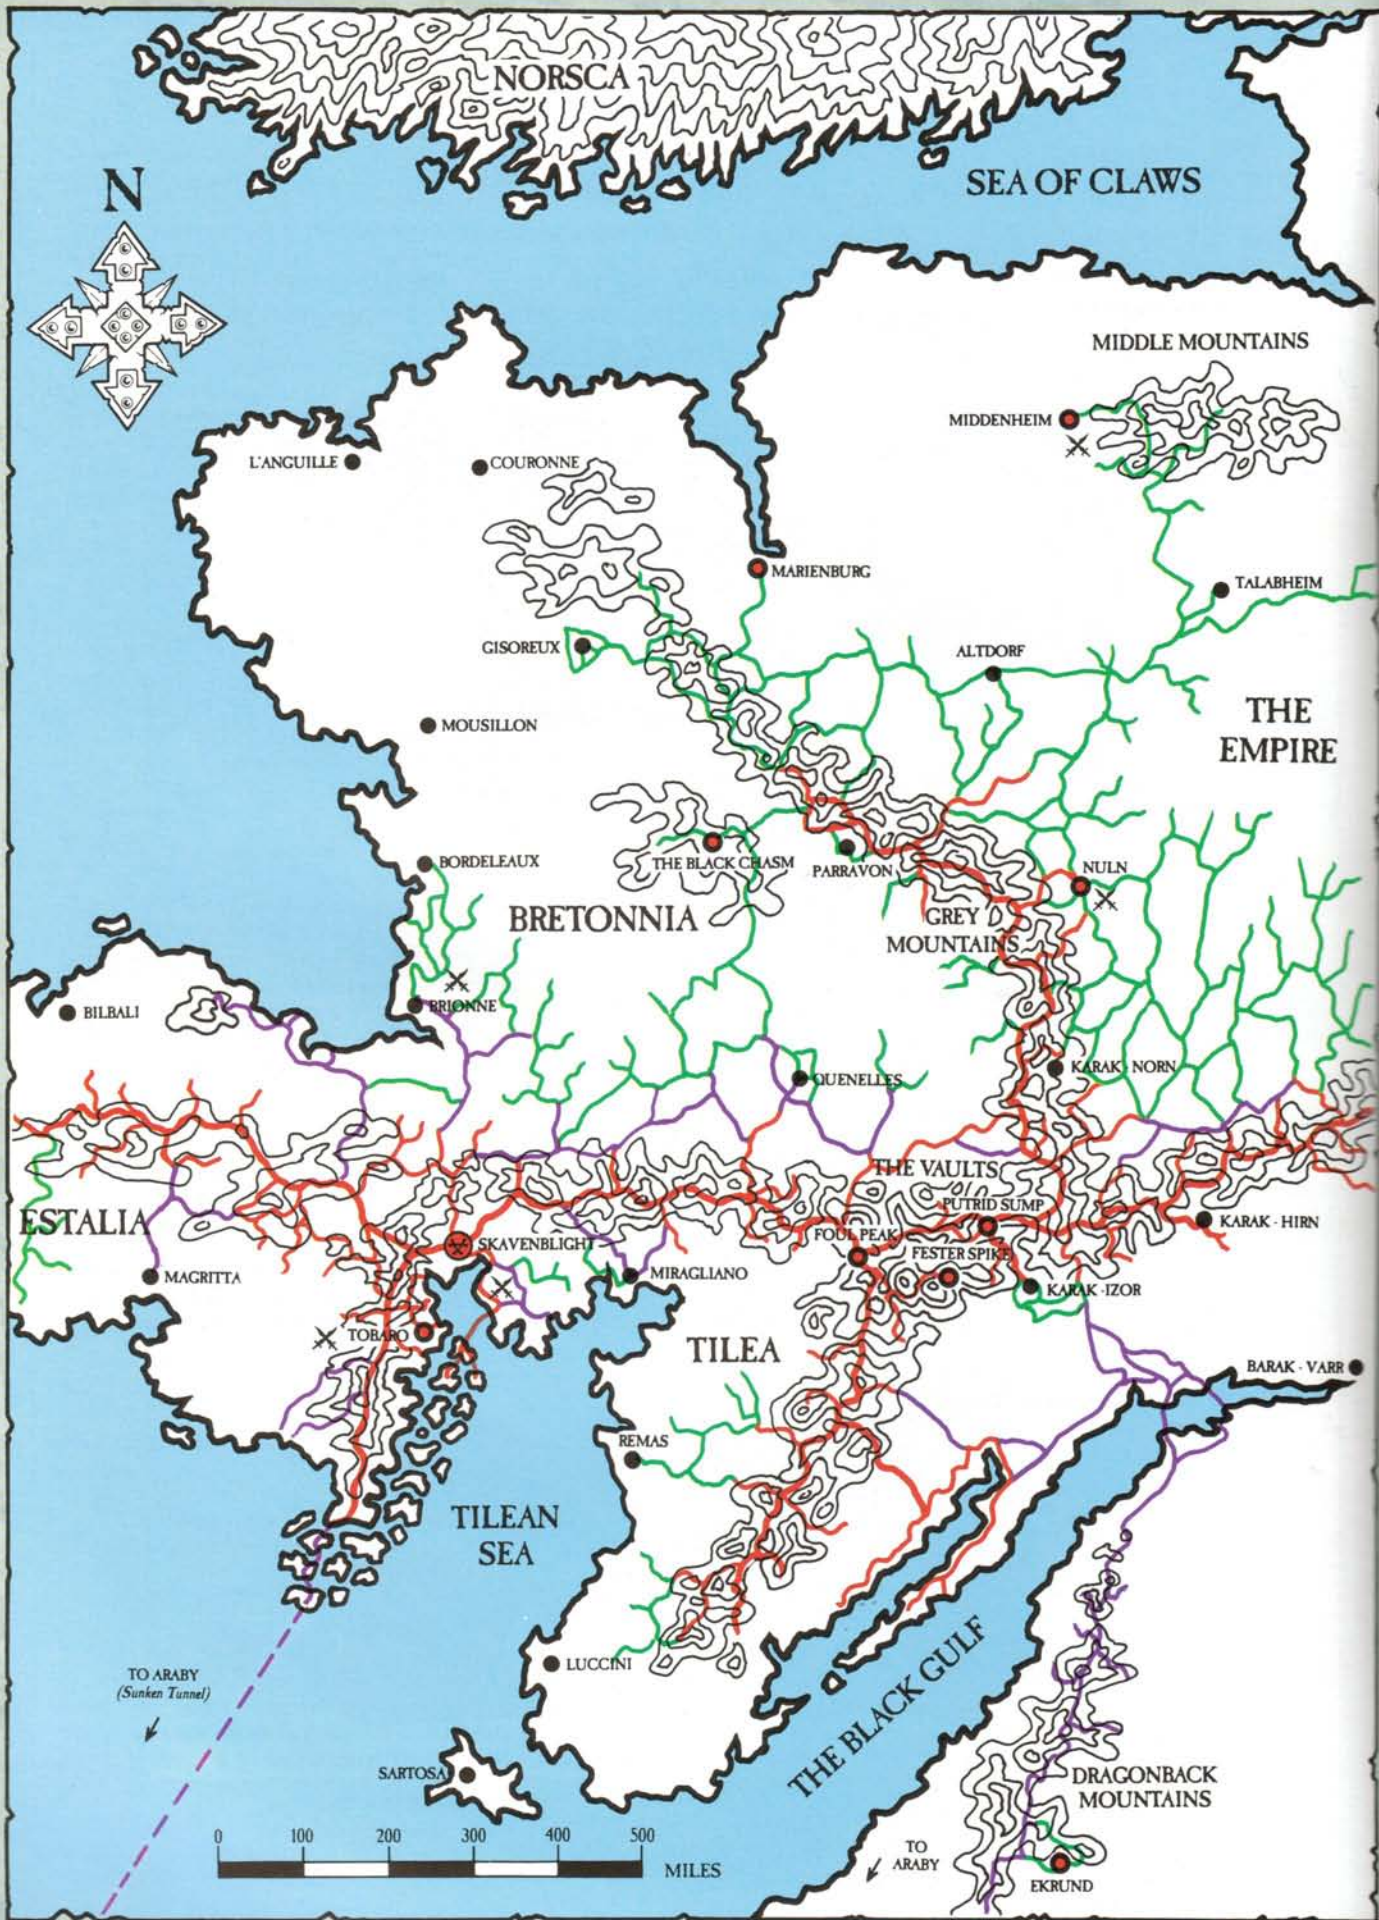 NORSCA
SEA OF CLAWS
N
MIDDLE MOUNTAINS
MIDDENHEIM
L'ANGUILLE
COURONNE
MARIENBURG
TALABHEIM
GISOREUX
ALTDORF
MOUSILLON
THE
EMPIRE
BORDELEAUX
THE BLACK CHASM
PARRAVON
NULN
BRETONNIA
GREY
MOUNTAINS
BILBALI
BRIONNE
QUENELLES
KARAK - NORN
THE VAULTS
PUTRID SUMP
ESTALIA
SKAVENBLIGHT
FOUL PEAK
FESTER SPIKE
KARAK - HIRN
MAGRITTA
MIRAGLIANO
KARAK - IZOR
TOBARO
TILEA
BARAK - VARR
REMAS
TILEAN
SEA
LUCCINI
TO ARABY
(Sunken Tunnel)
THE BLACK GULF
SARTOSA
DRAGONBACK
MOUNTAINS
0 100 200 300 400 500
MILES
TO
ARABY
EKRUND